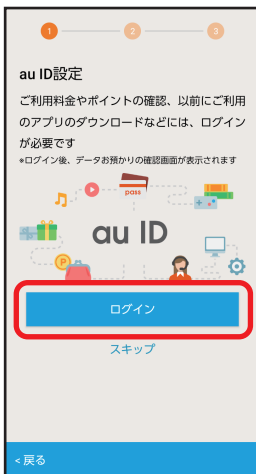 1 2 3
au ID設定
ご利用料金やポイントの確認、以前にご利用
のアプリのダウンロードなどには、ログイン
が必要です
*ログイン後、データお預かりの確認画面が表示されます
pass
au ID
P
ログイン
スキップ
<戻る